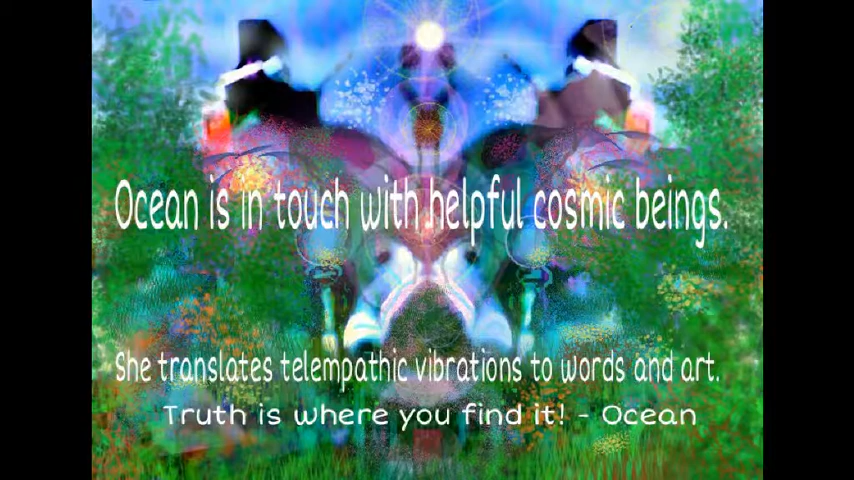 Ocean is in touch with helpful cosmic beings.
She translates telempathic vibrations to words and art.
Truth is where you find it! - Ocean